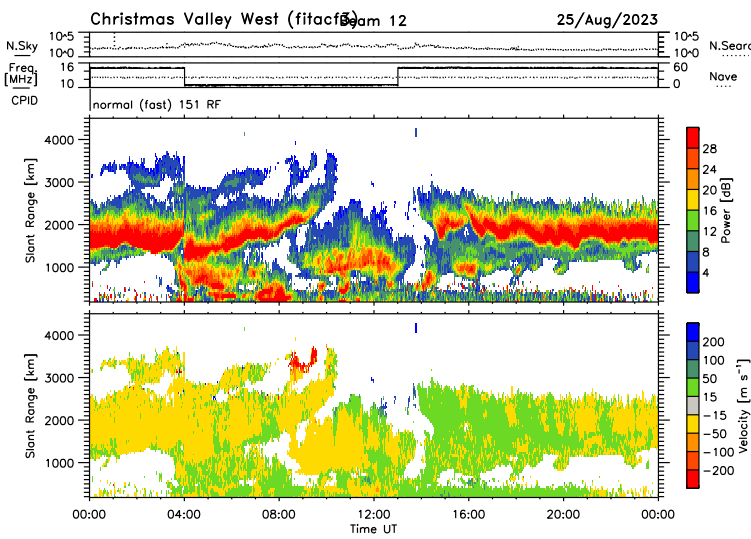 Christmas Valley West (fitacf3) Beam 12 25/Aug/2023
N.Sky 10^5 10^0 10^5 10^0 N.Searc
Freq [MHz] 16 10 60 0 Nave
CPID normal (fast) 151 RF
Slant Range [km] 4000 3000 2000 1000
Power [dB] 28 24 20 16 12 8 4
Slant Range [km] 4000 3000 2000 1000
Velocity [m s⁻¹] 200 100 50 15 -15 -50 -100 -200
00:00 04:00 08:00 12:00 16:00 20:00 00:00
Time UT